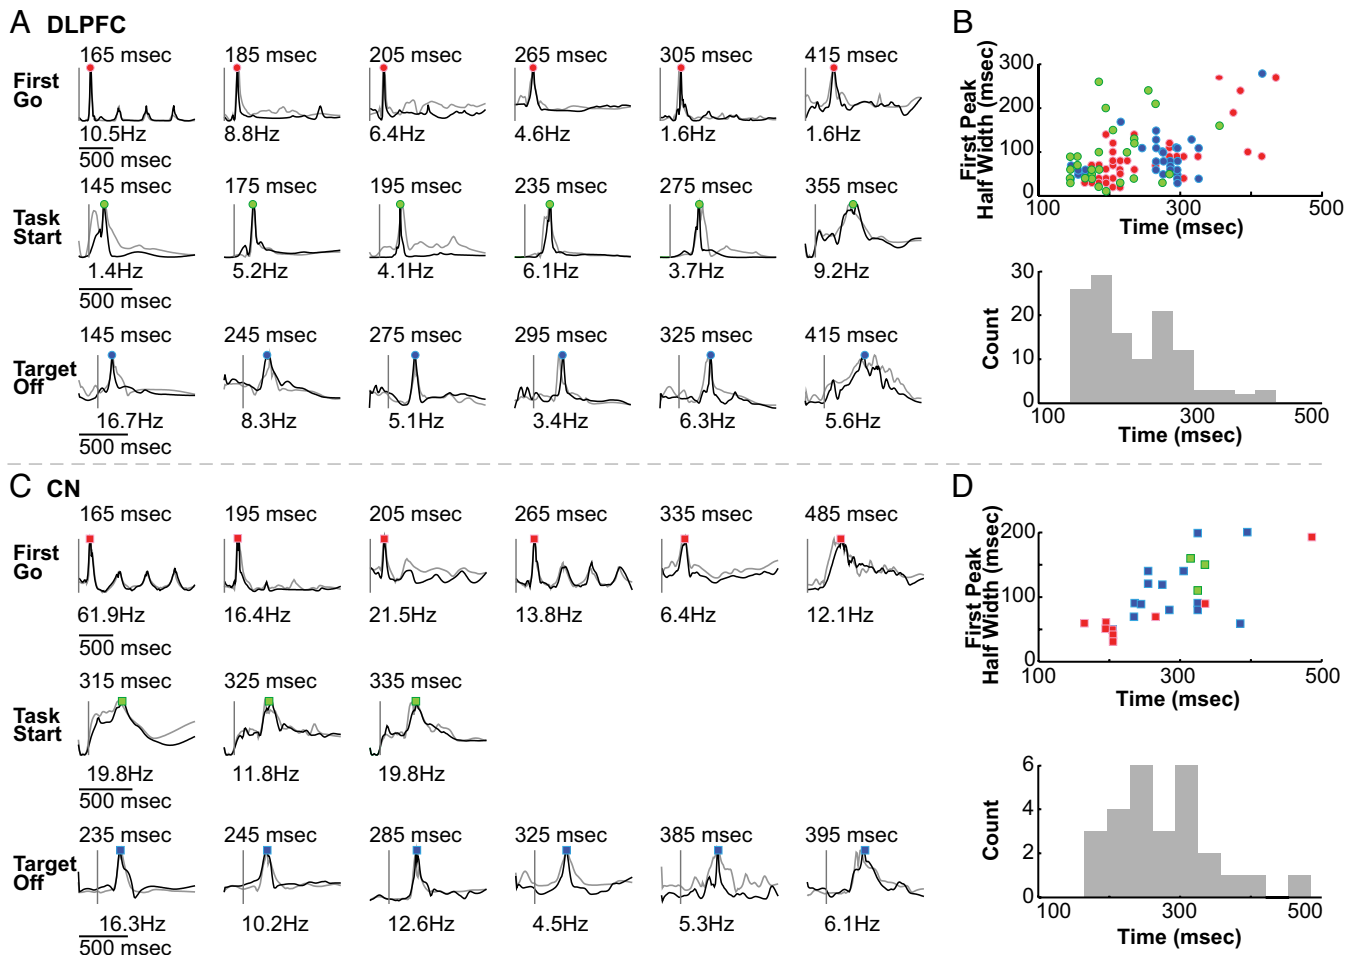 A DLPFC
First Go
165 msec 185 msec 205 msec 265 msec 305 msec 415 msec
10.5Hz 8.8Hz 6.4Hz 4.6Hz 1.6Hz 1.6Hz
500 msec
Task Start
145 msec 175 msec 195 msec 235 msec 275 msec 355 msec
1.4Hz 5.2Hz 4.1Hz 6.1Hz 3.7Hz 9.2Hz
500 msec
Target Off
145 msec 245 msec 275 msec 295 msec 325 msec 415 msec
16.7Hz 8.3Hz 5.1Hz 3.4Hz 6.3Hz 5.6Hz
500 msec
B
First Peak
Half Width (msec)
300
200
100
0
100 300 500
Time (msec)
Count
30
20
10
0
100 300 500
Time (msec)
C CN
First Go
165 msec 195 msec 205 msec 265 msec 335 msec 485 msec
61.9Hz 16.4Hz 21.5Hz 13.8Hz 6.4Hz 12.1Hz
500 msec
Task Start
315 msec 325 msec 335 msec
19.8Hz 11.8Hz 19.8Hz
500 msec
Target Off
235 msec 245 msec 285 msec 325 msec 385 msec 395 msec
16.3Hz 10.2Hz 12.6Hz 4.5Hz 5.3Hz 6.1Hz
500 msec
D
First Peak
Half Width (msec)
200
100
0
100 300 500
Time (msec)
Count
6
4
2
0
100 300 500
Time (msec)